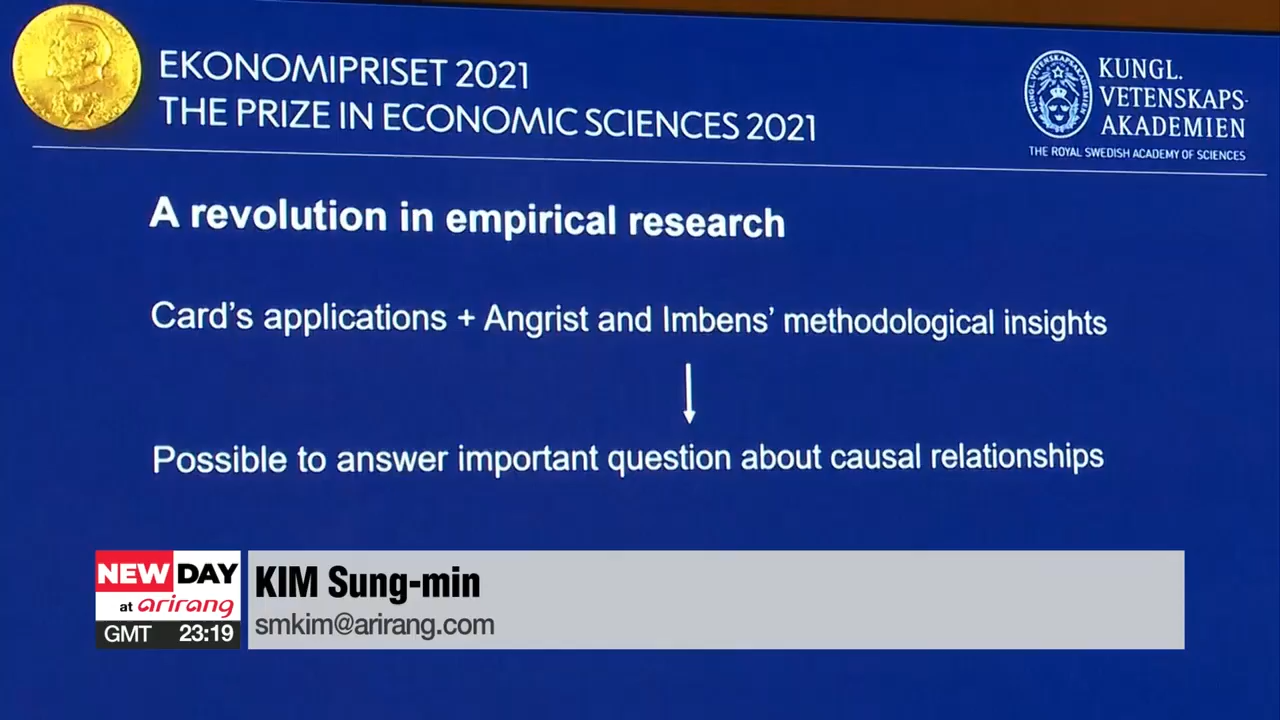 EKONOMIPRISET 2021
THE PRIZE IN ECONOMIC SCIENCES 2021
KUNGL.
VETENSKAPS-
AKADEMIEN
THE ROYAL SWEDISH ACADEMY OF SCIENCES
A revolution in empirical research
Card's applications + Angrist and Imbens' methodological insights
Possible to answer important question about causal relationships
NEW DAY
at arirang
GMT 23:19
KIM Sung-min
smkim@arirang.com